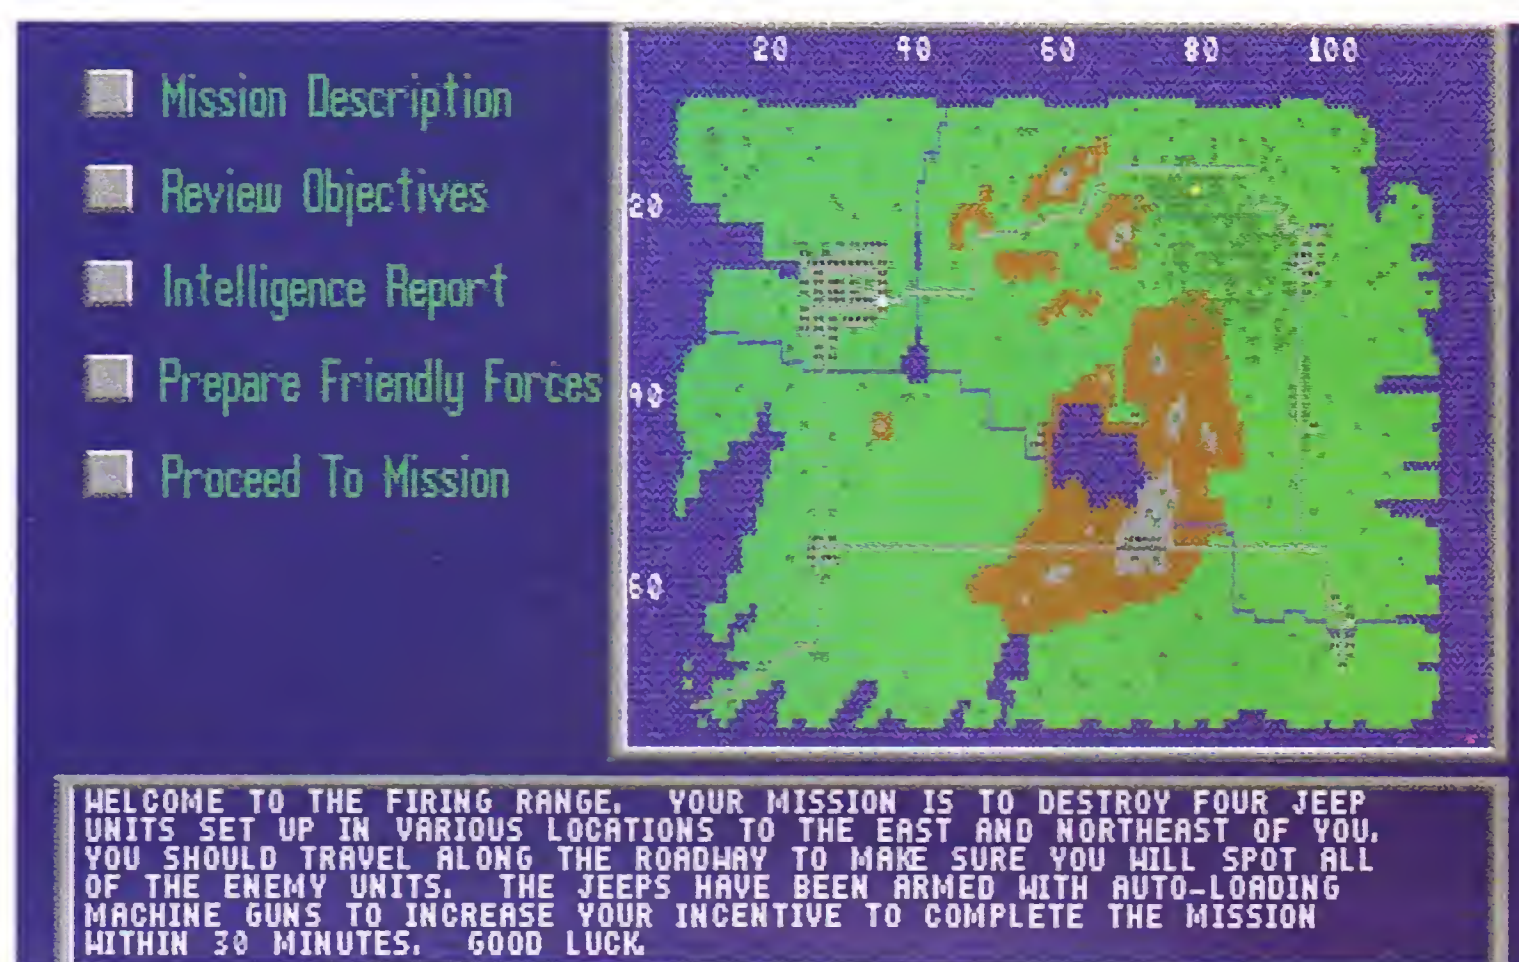 Mission Description
Review Objectives
Intelligence Report
Prepare Friendly Forces
Proceed To Mission
20 40 60 80 100
20
40
60
WELCOME TO THE FIRING RANGE. YOUR MISSION IS TO DESTROY FOUR JEEP
UNITS SET UP IN VARIOUS LOCATIONS TO THE EAST AND NORTHEAST OF YOU.
YOU SHOULD TRAVEL ALONG THE ROADWAY TO MAKE SURE YOU WILL SPOT ALL
OF THE ENEMY UNITS. THE JEEPS HAVE BEEN ARMED WITH AUTO-LOADING
MACHINE GUNS TO INCREASE YOUR INCENTIVE TO COMPLETE THE MISSION
WITHIN 30 MINUTES. GOOD LUCK.